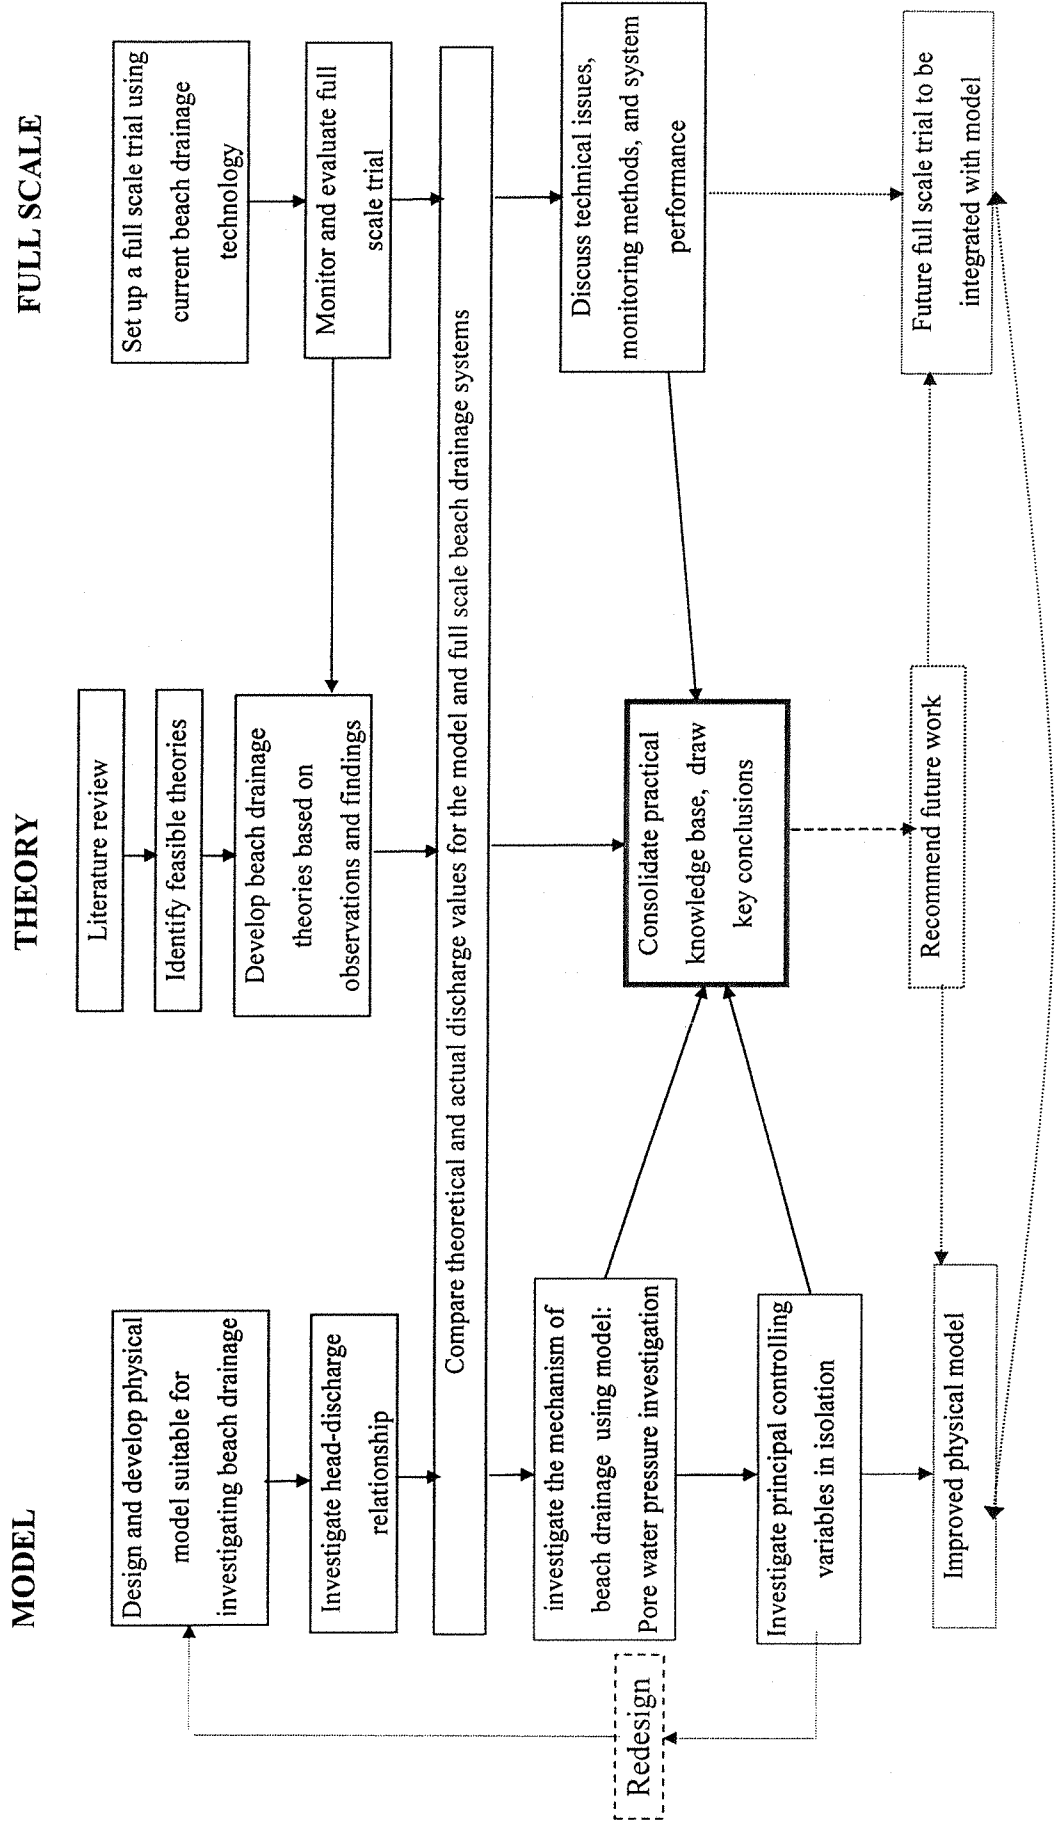 MODEL
THEORY
FULL SCALE
Design and develop physical
model suitable for
investigating beach drainage
Investigate head-discharge
relationship
Literature review
Identify feasible theories
Develop beach drainage
theories based on
observations and findings
Set up a full scale trial using
current beach drainage
technology
Monitor and evaluate full
scale trial
Compare theoretical and actual discharge values for the model and full scale beach drainage systems
investigate the mechanism of
beach drainage using model:
Pore water pressure investigation
Redesign
Investigate principal controlling
variables in isolation
Consolidate practical
knowledge base, draw
key conclusions
Discuss technical issues,
monitoring methods, and system
performance
Improved physical model
Recommend future work
Future full scale trial to be
integrated with model